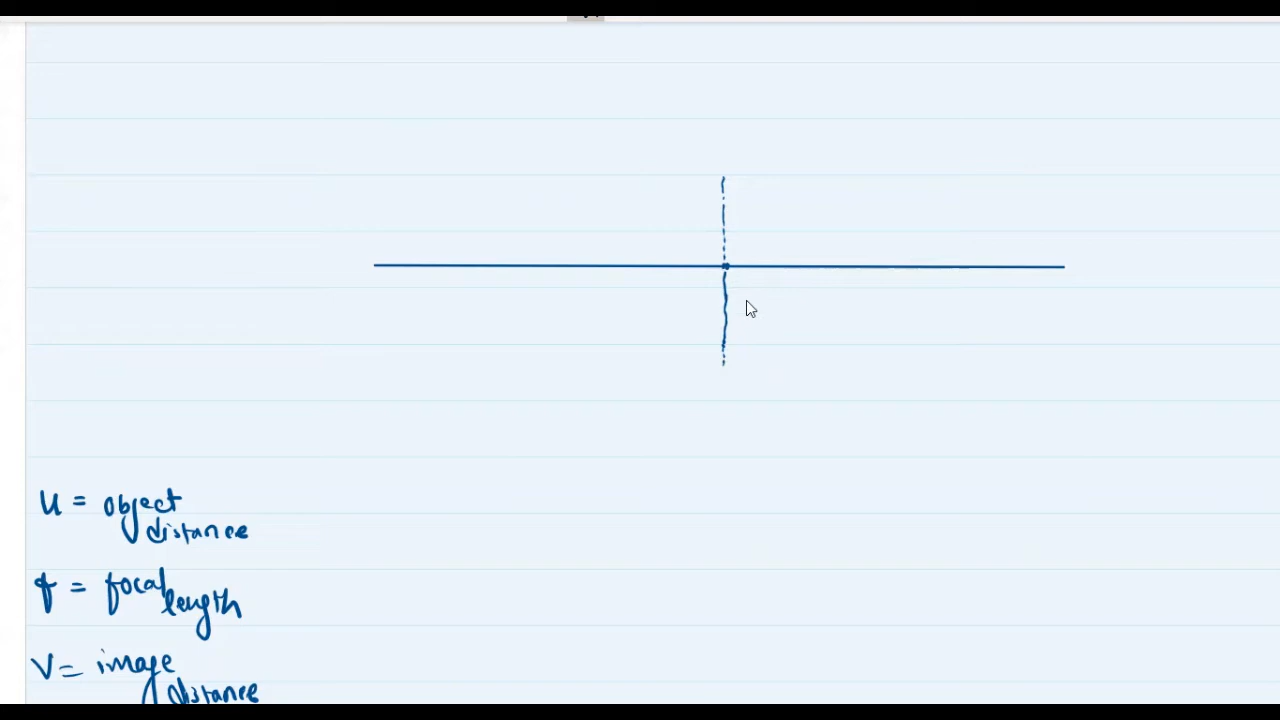 u = object
distance
f = focal
length
v = image
distance